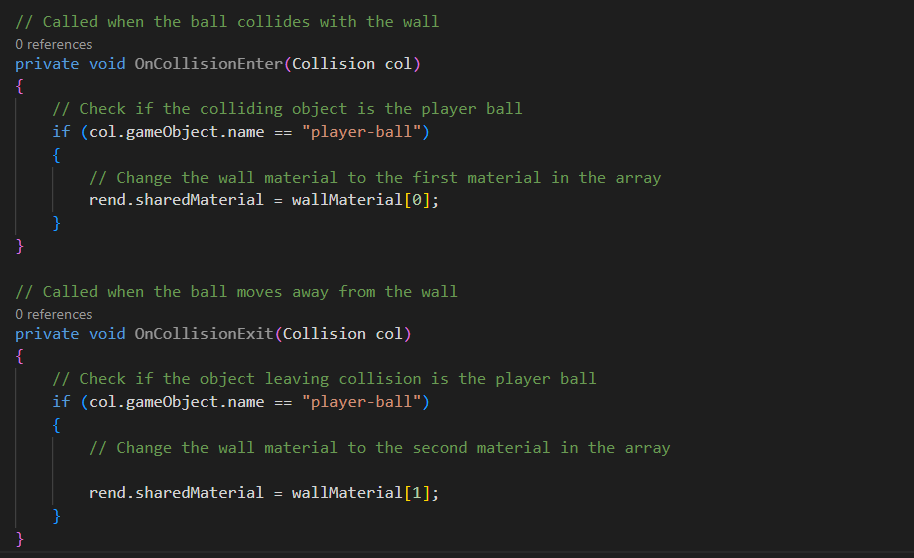 // Called when the ball collides with the wall
0 references
private void OnCollisionEnter(Collision col)
{
// Check if the colliding object is the player ball
if (col.gameObject.name == "player-ball")
{
// Change the wall material to the first material in the array
rend.sharedMaterial = wallMaterial[0];
}
}
// Called when the ball moves away from the wall
0 references
private void OnCollisionExit(Collision col)
{
// Check if the object leaving collision is the player ball
if (col.gameObject.name == "player-ball")
{
// Change the wall material to the second material in the array
rend.sharedMaterial = wallMaterial[1];
}
}